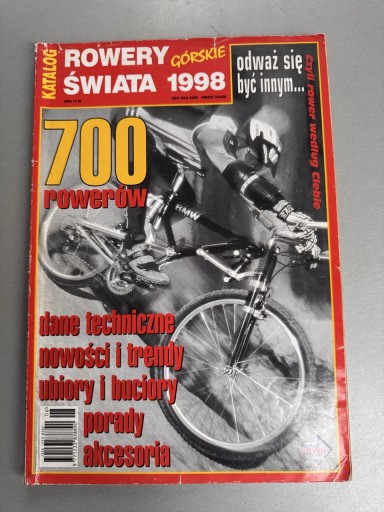 KATALOG
ROWERY GÓRSKIE
ŚWIATA 1998
odważ się
być innym...
Czyli rower według Ciebie
700
rowerów
BMW
dane techniczne
nowości i trendy
ubiory i buciory
porady
akcesoria